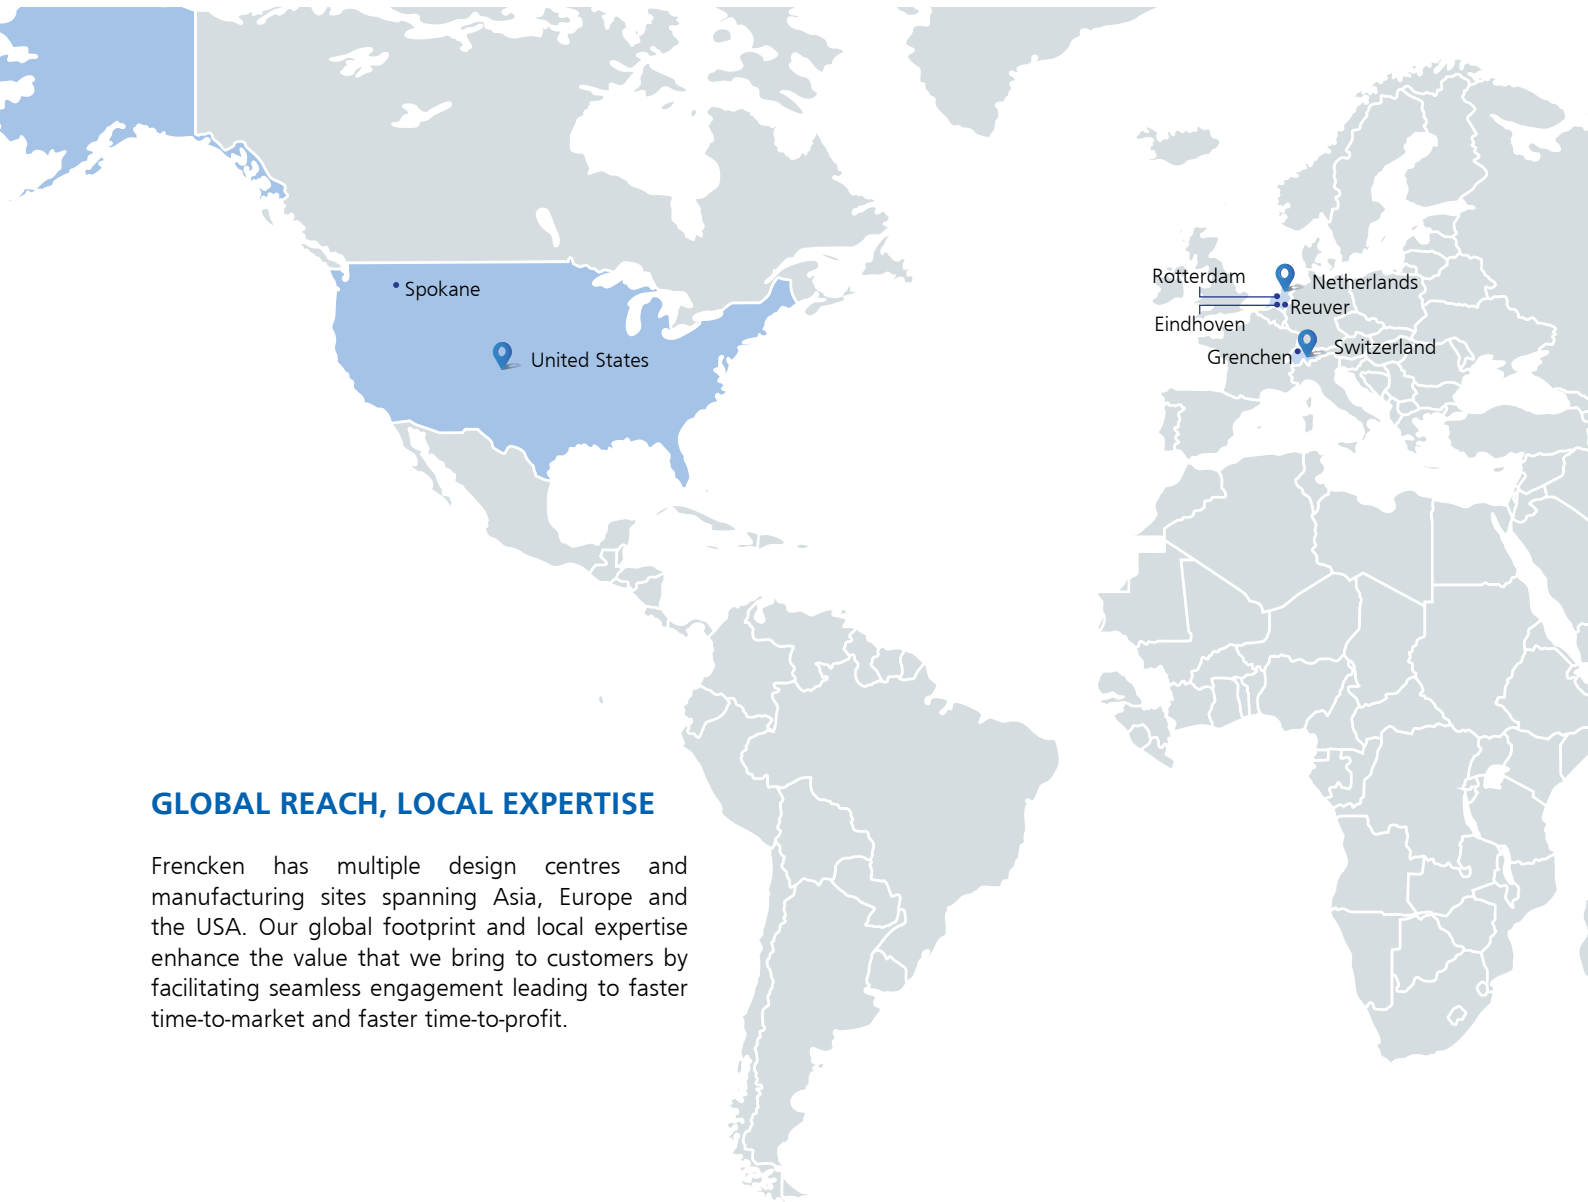 Spokane
United States
Rotterdam
Netherlands
Reuver
Eindhoven
Switzerland
Grenchen
GLOBAL REACH, LOCAL EXPERTISE
Frencken has multiple design centres and
manufacturing sites spanning Asia, Europe and
the USA. Our global footprint and local expertise
enhance the value that we bring to customers by
facilitating seamless engagement leading to faster
time-to-market and faster time-to-profit.